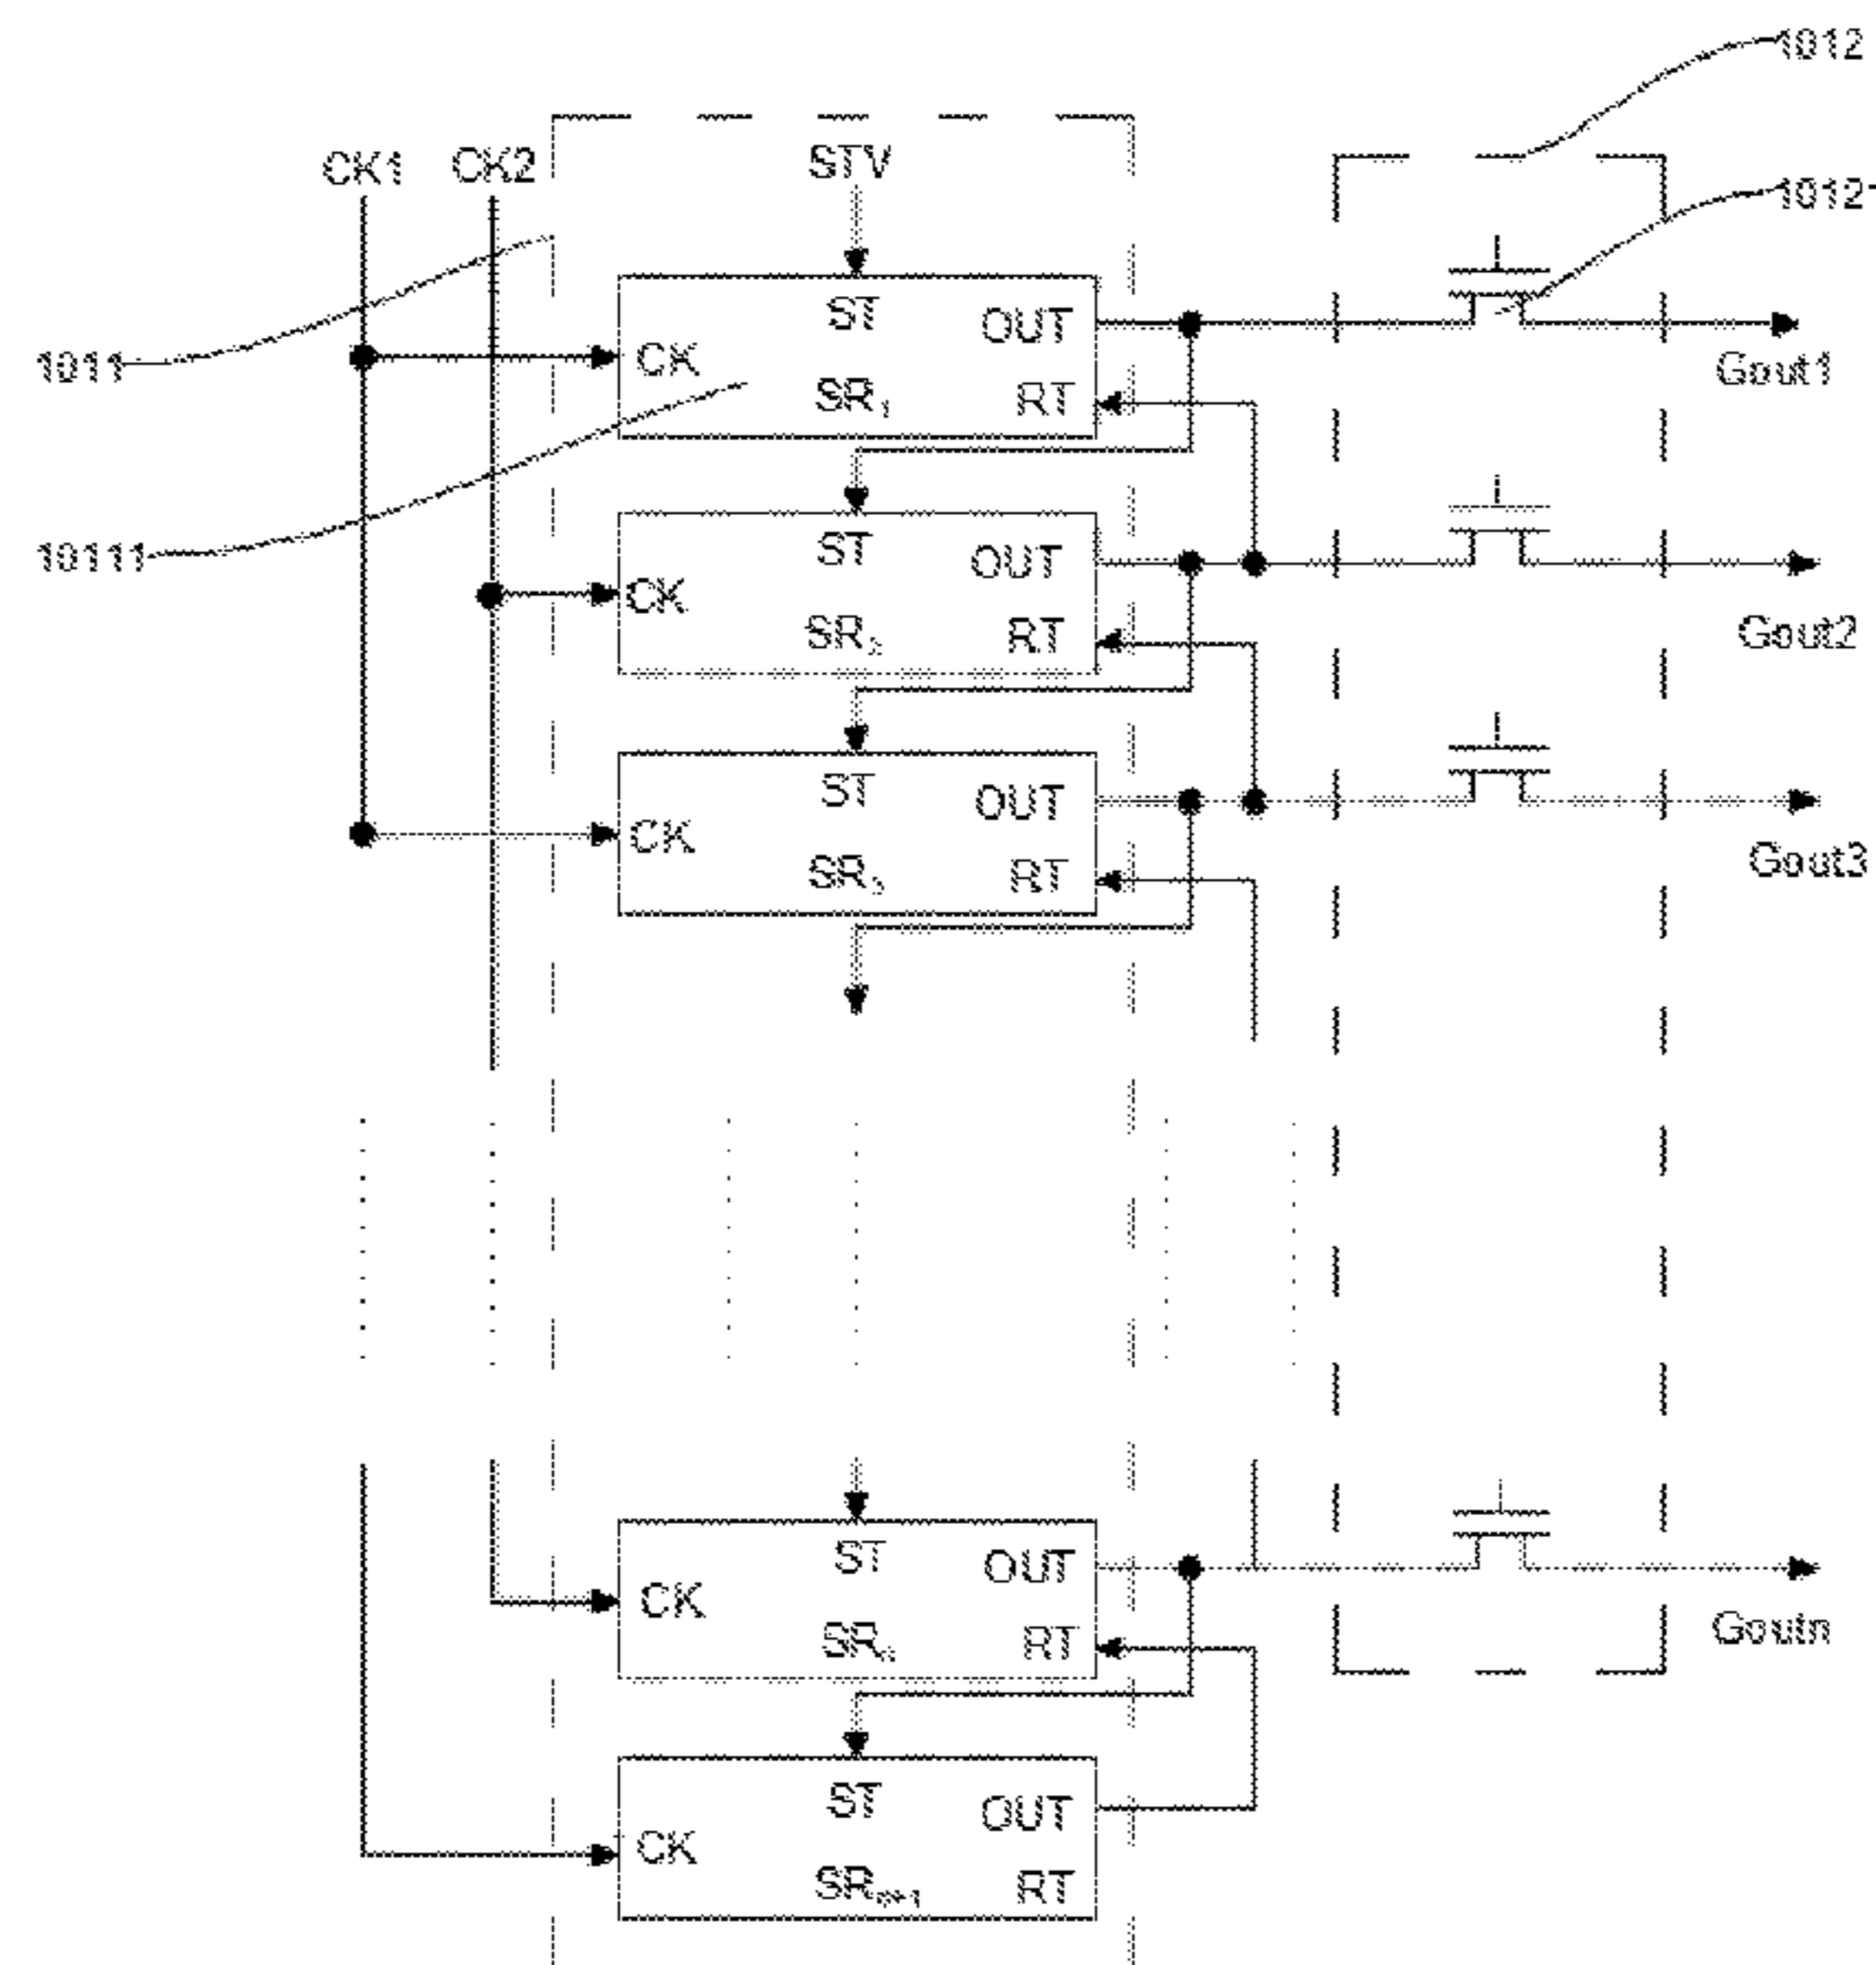 1012
CK1 CK2 STV
10121
ST OUT
1011 CK Gout1
SR1 RT
10111 ST OUT
CK
SR2 RT Gout2
ST OUT
CK Gout3
SR3 RT
ST OUT
CK
SRn RT Goutn
ST OUT
CK
SRn+1 RT